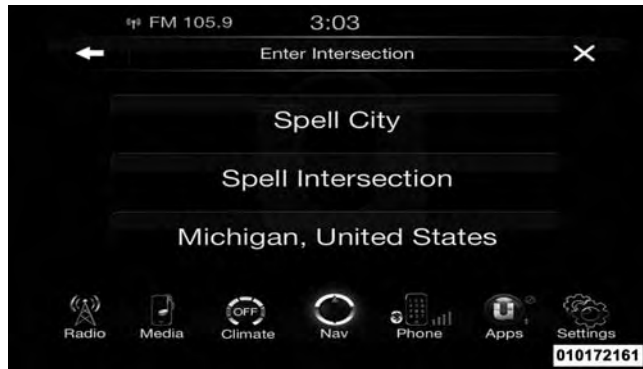 FM 105.9 3:03
Enter Intersection
Spell City
Spell Intersection
Michigan, United States
OFF
Radio Media Climate Nav Phone Apps Settings
010172161